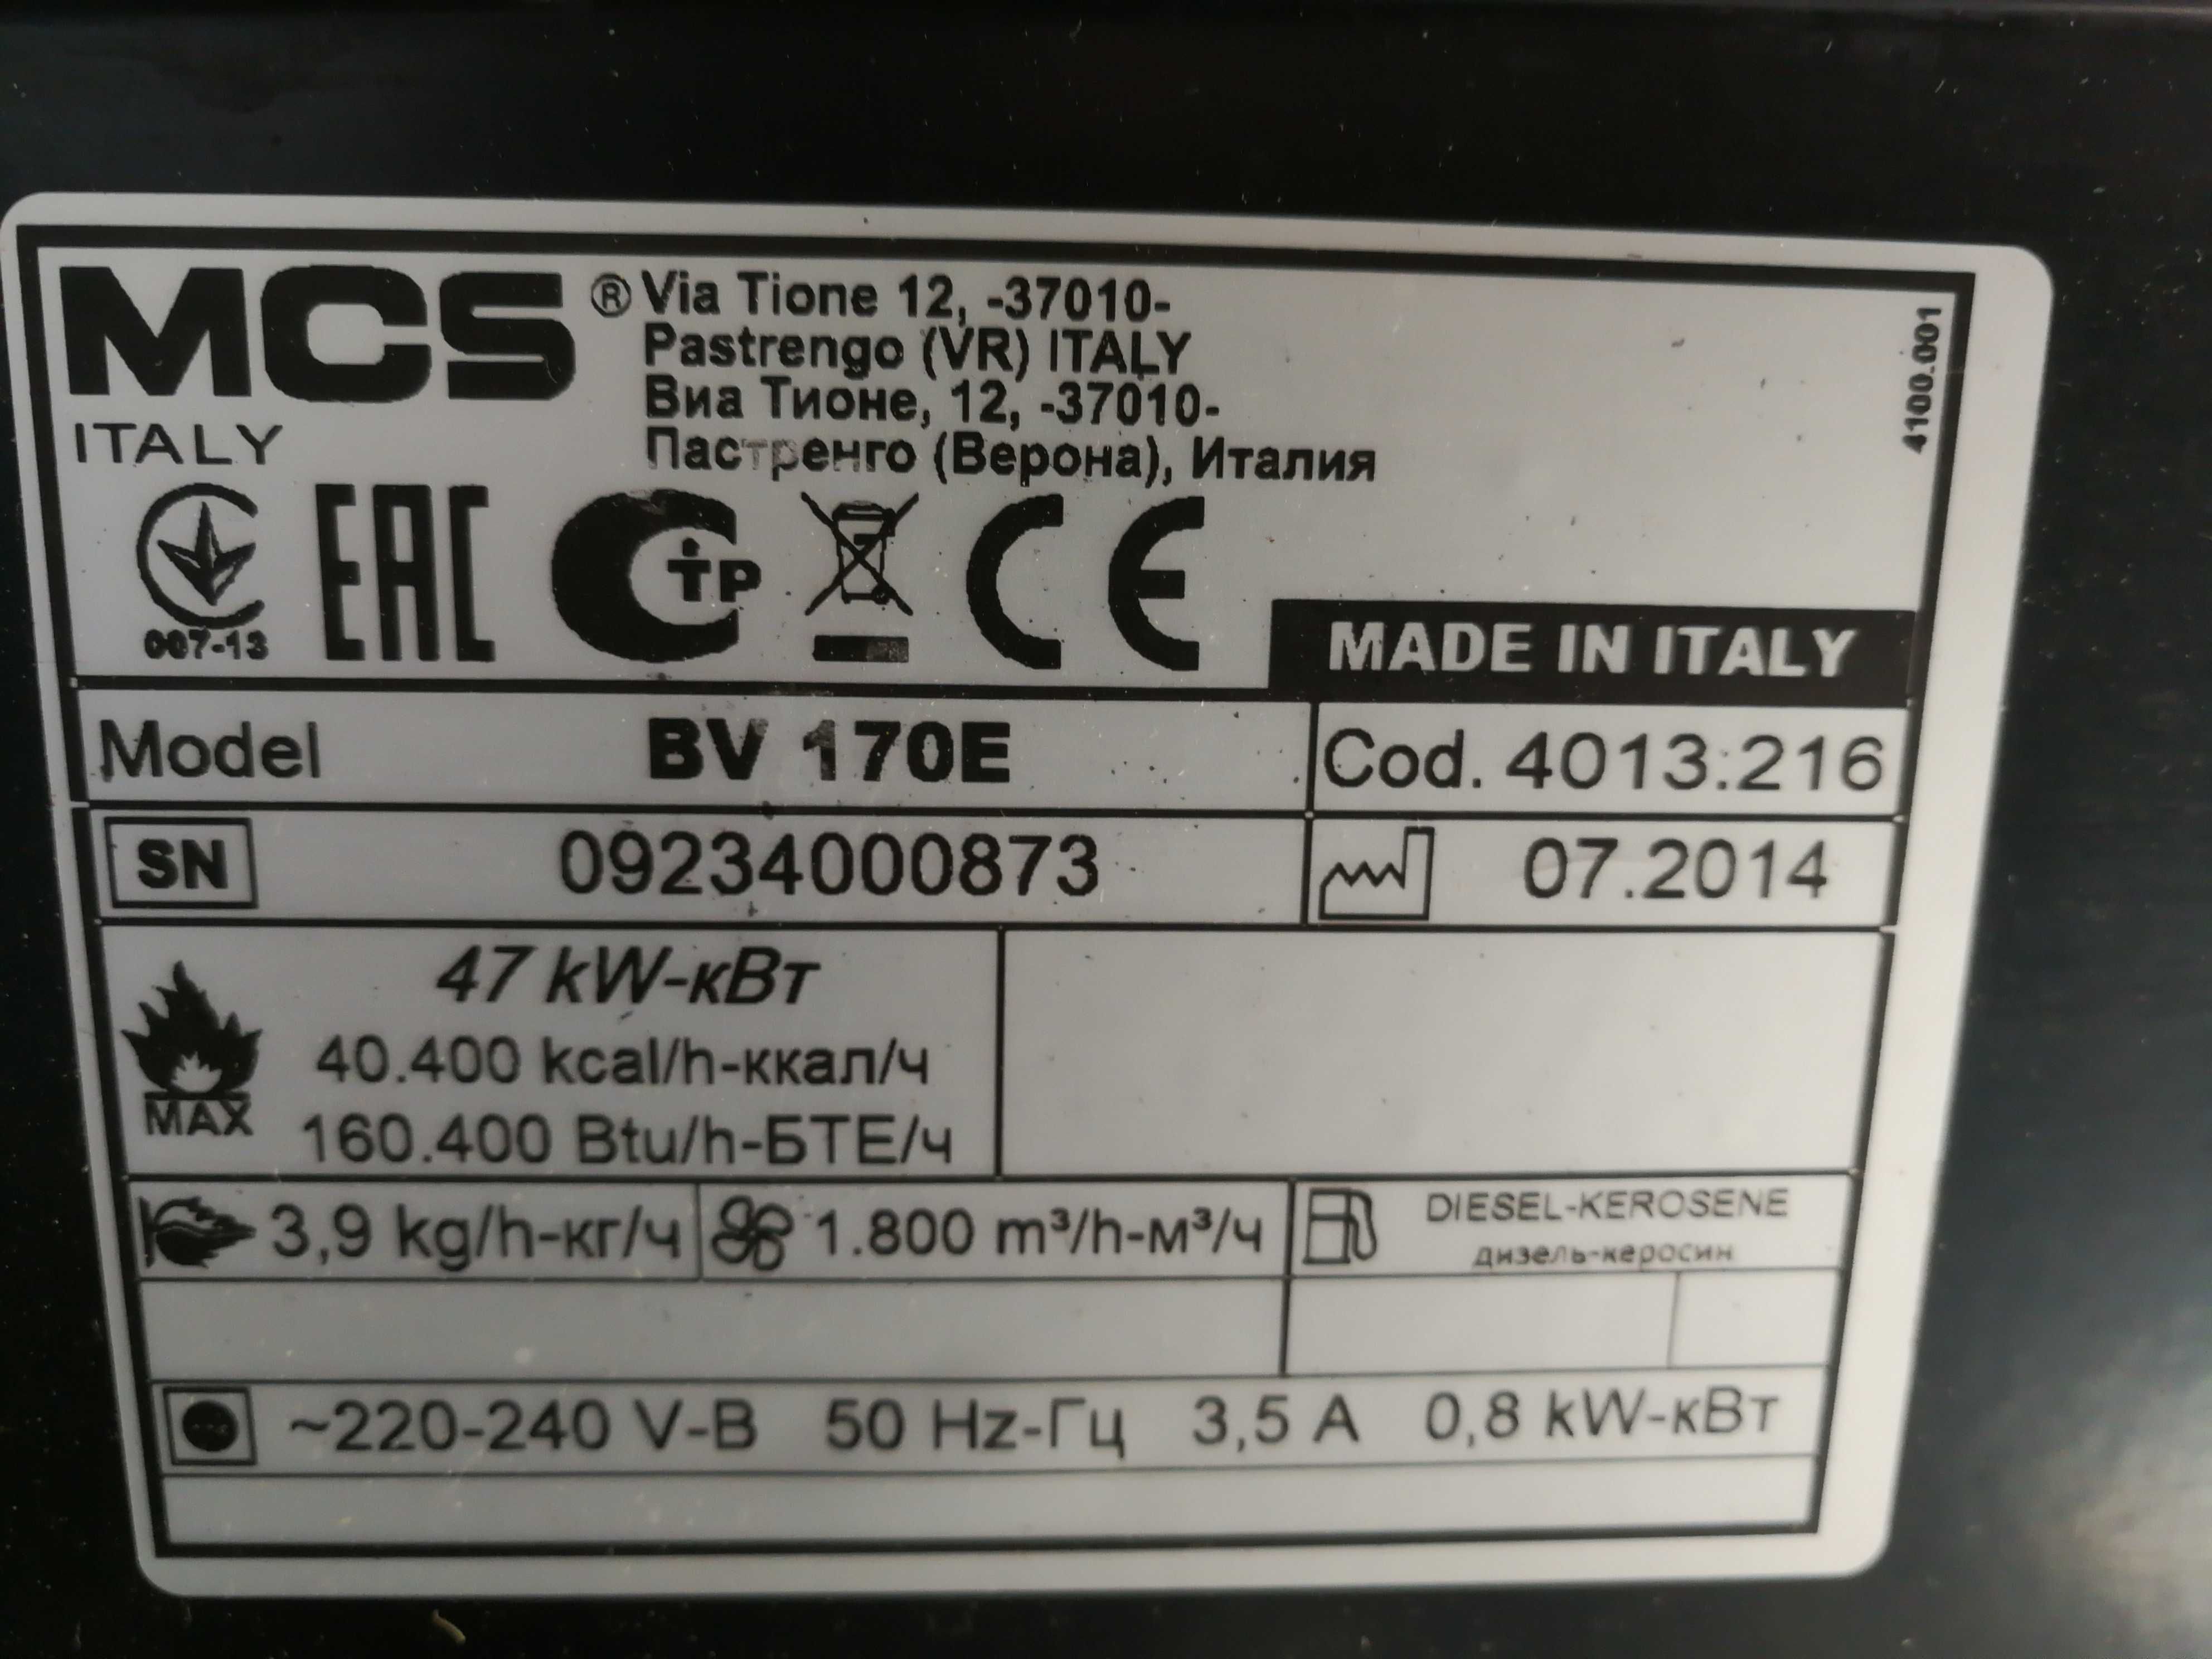 MCS ® Via Tione 12, -37010-
Pastrengo (VR) ITALY
Виа Тионе, 12, -37010-
ITALY Пастренго (Верона), Италия
4100.001
007-13 EAC C TP CE
MADE IN ITALY
Model BV 170E Cod. 4013.216
SN 09234000873 07.2014
47 kW-кВт
40.400 kcal/h-ккал/ч
MAX 160.400 Btu/h-БТЕ/ч
3,9 kg/h-кг/ч 1.800 m³/h-м³/ч DIESEL-KEROSENE
дизель-керосин
~220-240 V-В 50 Hz-Гц 3,5 A 0,8 kW-кВт